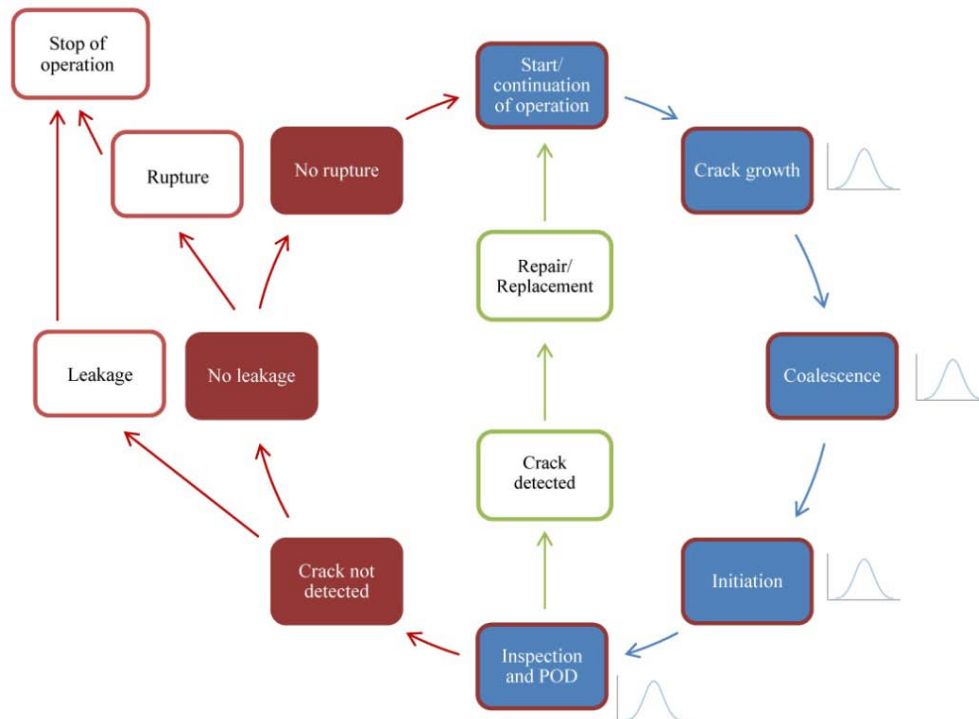 Stop of
operation
Start/
continuation
of operation
Rupture
No rupture
Crack growth
Repair/
Replacement
Leakage
No leakage
Coalescence
Crack
detected
Crack not
detected
Initiation
Inspection
and POD